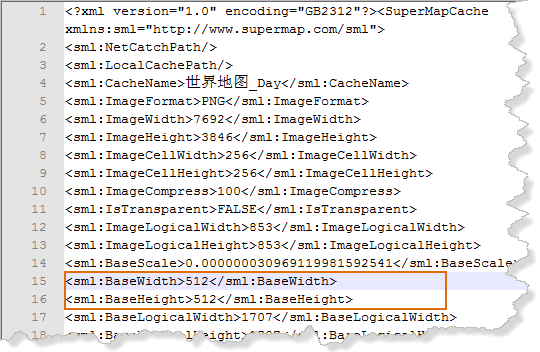 1 <?xml version="1.0" encoding="GB2312"?><SuperMapCache
xmlns:sml="http://www.supermap.com/sml">
2 <sml:NetCatchPath/>
3 <sml:LocalCachePath/>
4 <sml:CacheName>世界地图_Day</sml:CacheName>
5 <sml:ImageFormat>PNG</sml:ImageFormat>
6 <sml:ImageWidth>7692</sml:ImageWidth>
7 <sml:ImageHeight>3846</sml:ImageHeight>
8 <sml:ImageCellWidth>256</sml:ImageCellWidth>
9 <sml:ImageCellHeight>256</sml:ImageCellHeight>
10 <sml:ImageCompress>100</sml:ImageCompress>
11 <sml:IsTransparent>FALSE</sml:IsTransparent>
12 <sml:ImageLogicalWidth>853</sml:ImageLogicalWidth>
13 <sml:ImageLogicalHeight>853</sml:ImageLogicalHeight>
14 <sml:BaseScale>0.000000030969119981592541</sml:BaseScale>
15 <sml:BaseWidth>512</sml:BaseWidth>
16 <sml:BaseHeight>512</sml:BaseHeight>
17 <sml:BaseLogicalWidth>1707</sml:BaseLogicalWidth>
18